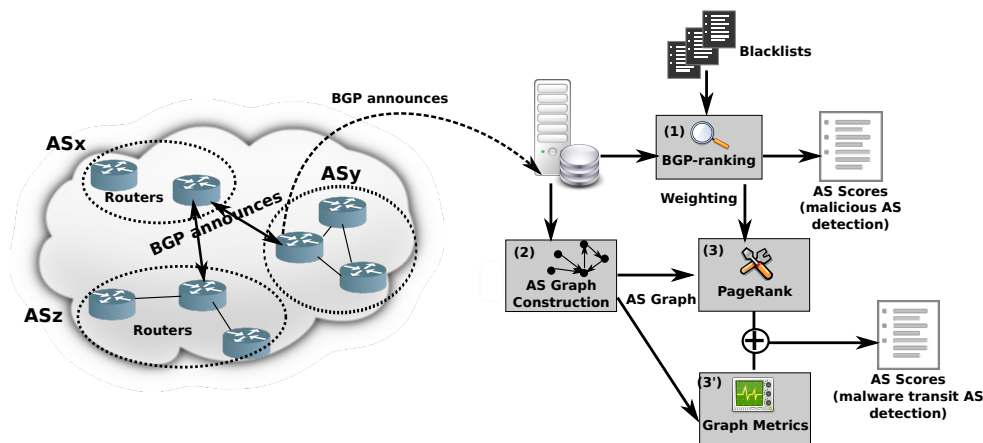 Blacklists
BGP announces
(1)
BGP-ranking
ASx
Routers
ASy
BGP announces
Weighting
AS Scores
(malicious AS
detection)
(2)
AS Graph
Construction
AS Graph
(3)
PageRank
ASz
Routers
(3')
Graph Metrics
AS Scores
(malware transit AS
detection)